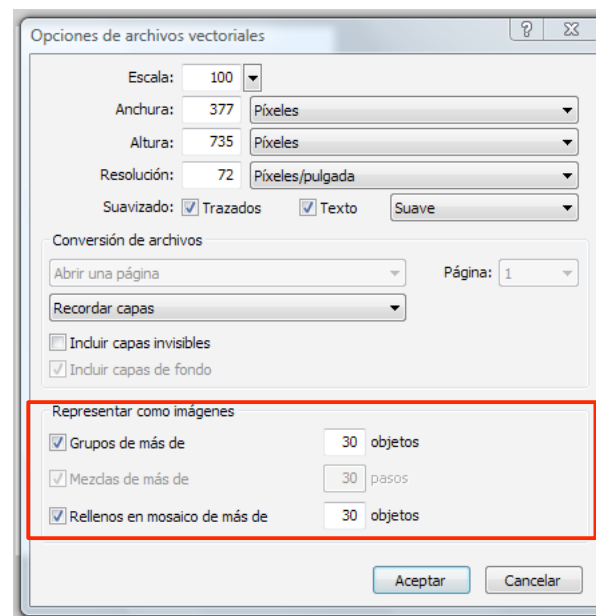 Opciones de archivos vectoriales
Escala: 100
Anchura: 377 Píxeles
Altura: 735 Píxeles
Resolución: 72 Píxeles/pulgada
Suavizado: Trazados Texto Suave
Conversión de archivos
Abrir una página Página: 1
Recordar capas
Incluir capas invisibles
Incluir capas de fondo
Representar como imágenes
Grupos de más de 30 objetos
Mezclas de más de 30 pasos
Rellenos en mosaico de más de 30 objetos
Aceptar Cancelar